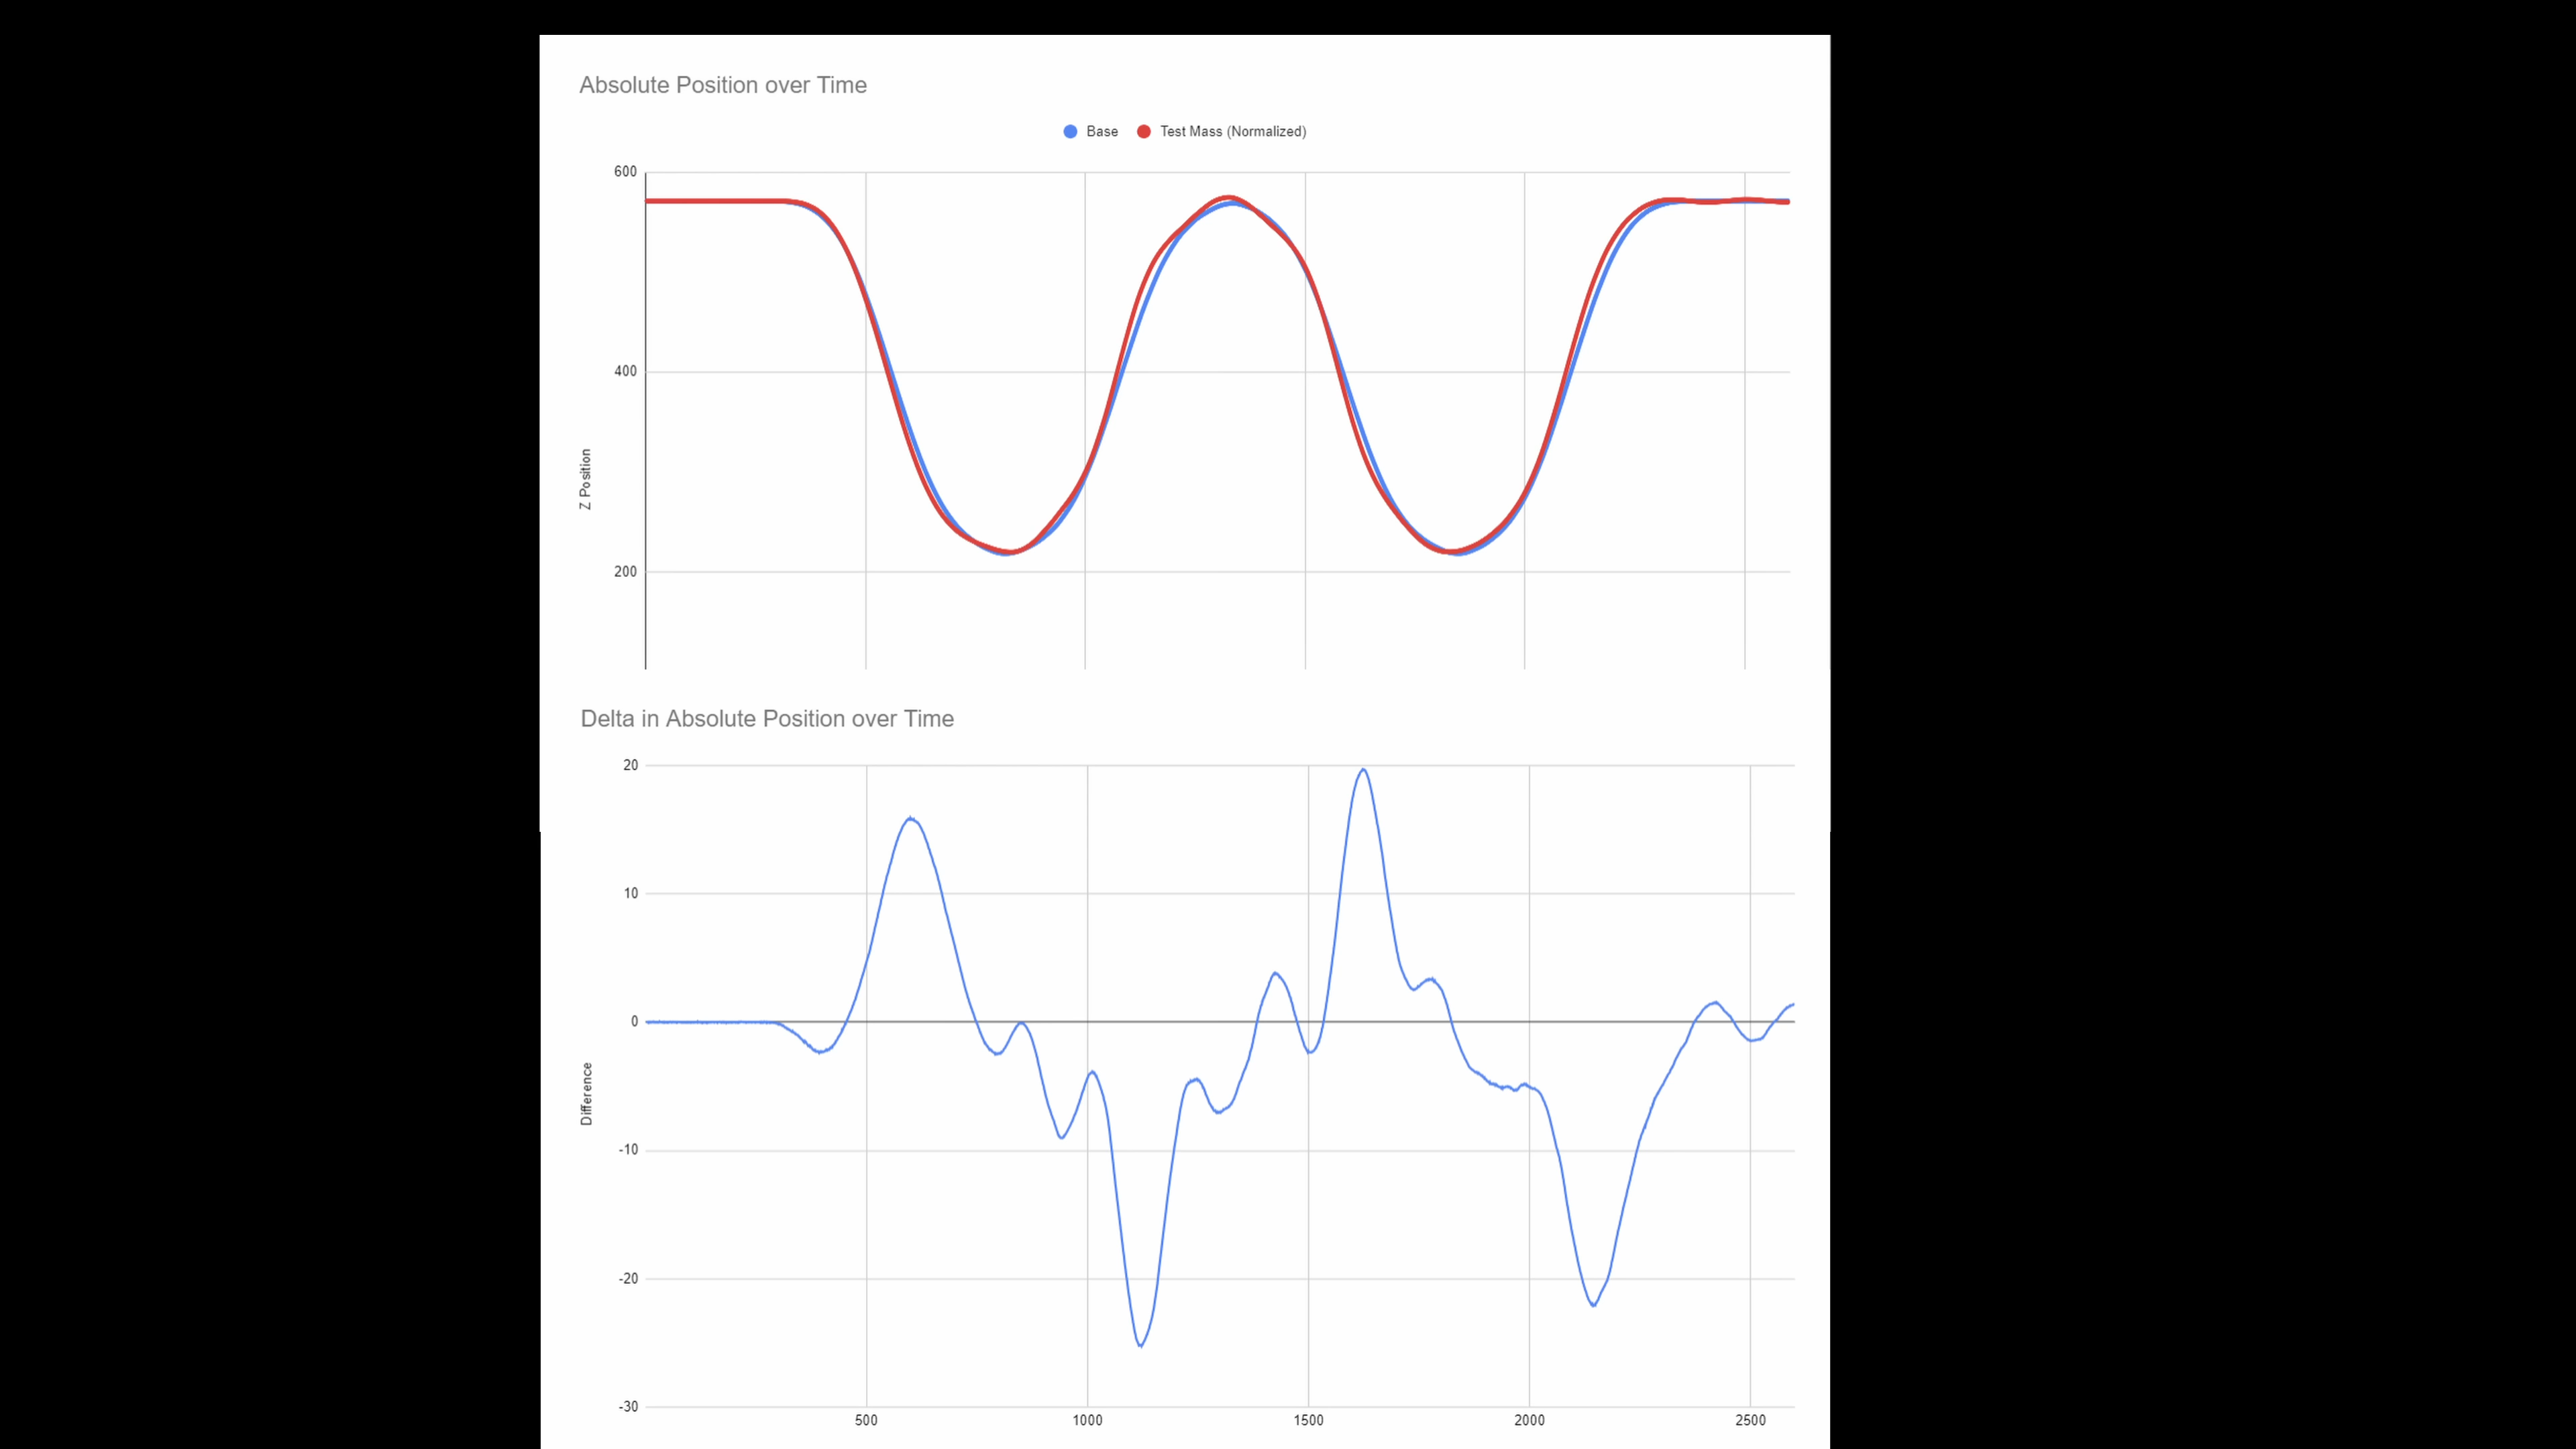 Absolute Position over Time
Base Test Mass (Normalized)
600
400
200
Z Position
Delta in Absolute Position over Time
20
10
0
-10
-20
-30
Difference
500 1000 1500 2000 2500